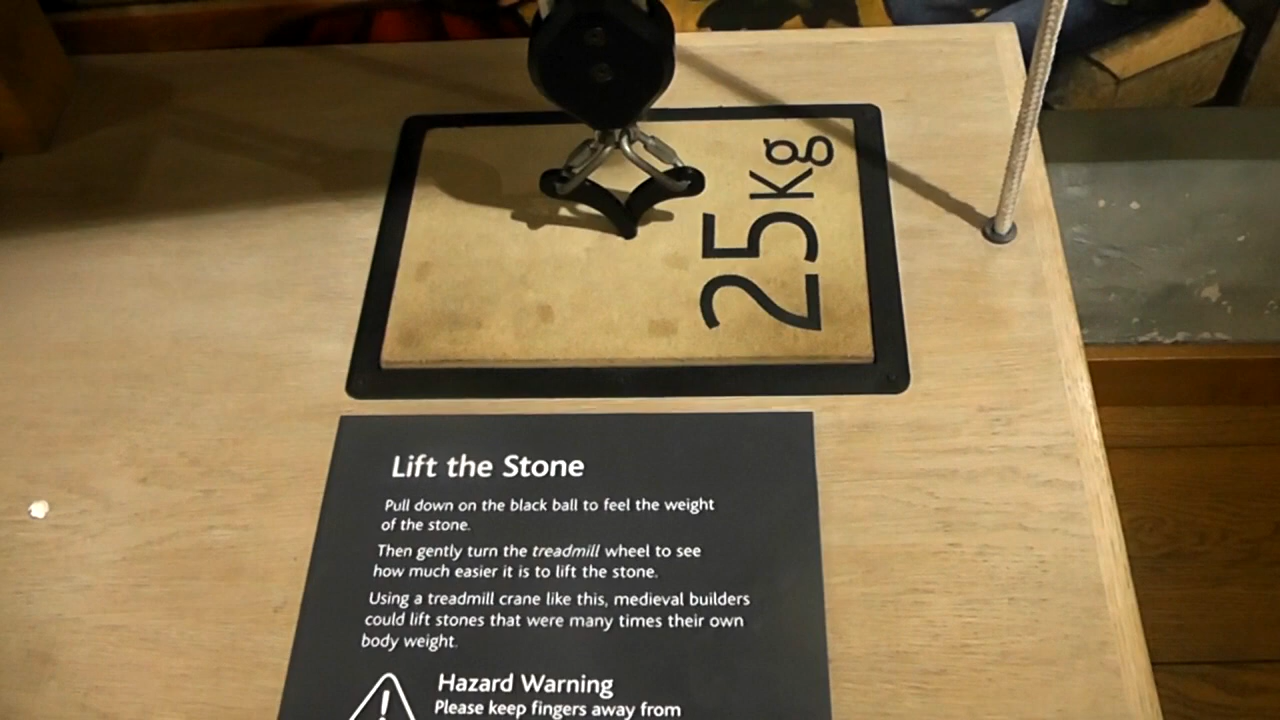 25Kg
Lift the Stone
Pull down on the black ball to feel the weight
of the stone.
Then gently turn the treadmill wheel to see
how much easier it is to lift the stone.
Using a treadmill crane like this, medieval builders
could lift stones that were many times their own
body weight.
Hazard Warning
Please keep fingers away from